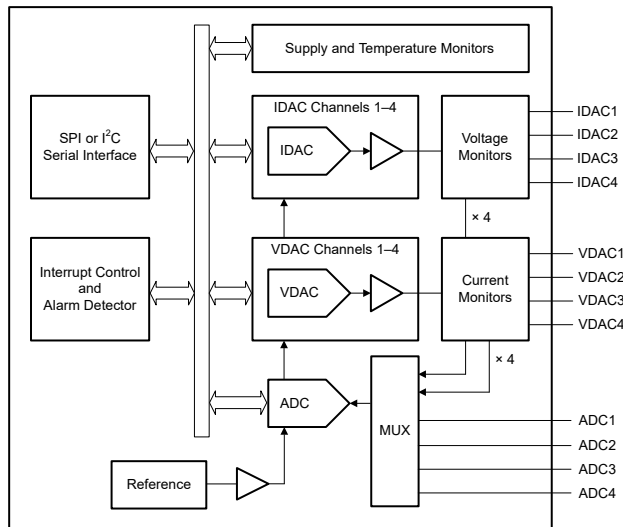 Supply and Temperature Monitors
SPI or I²C
Serial Interface
IDAC Channels 1–4
IDAC
Voltage
Monitors
IDAC1
IDAC2
IDAC3
IDAC4
× 4
Interrupt Control
and
Alarm Detector
VDAC Channels 1–4
VDAC
Current
Monitors
VDAC1
VDAC2
VDAC3
VDAC4
× 4
ADC
MUX
ADC1
ADC2
ADC3
ADC4
Reference